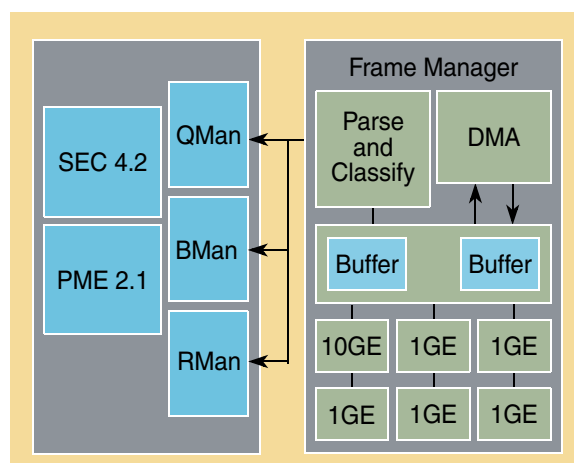 SEC 4.2
PME 2.1
QMan
BMan
RMan
Frame Manager
Parse
and
Classify
DMA
Buffer
Buffer
10GE
1GE
1GE
1GE
1GE
1GE